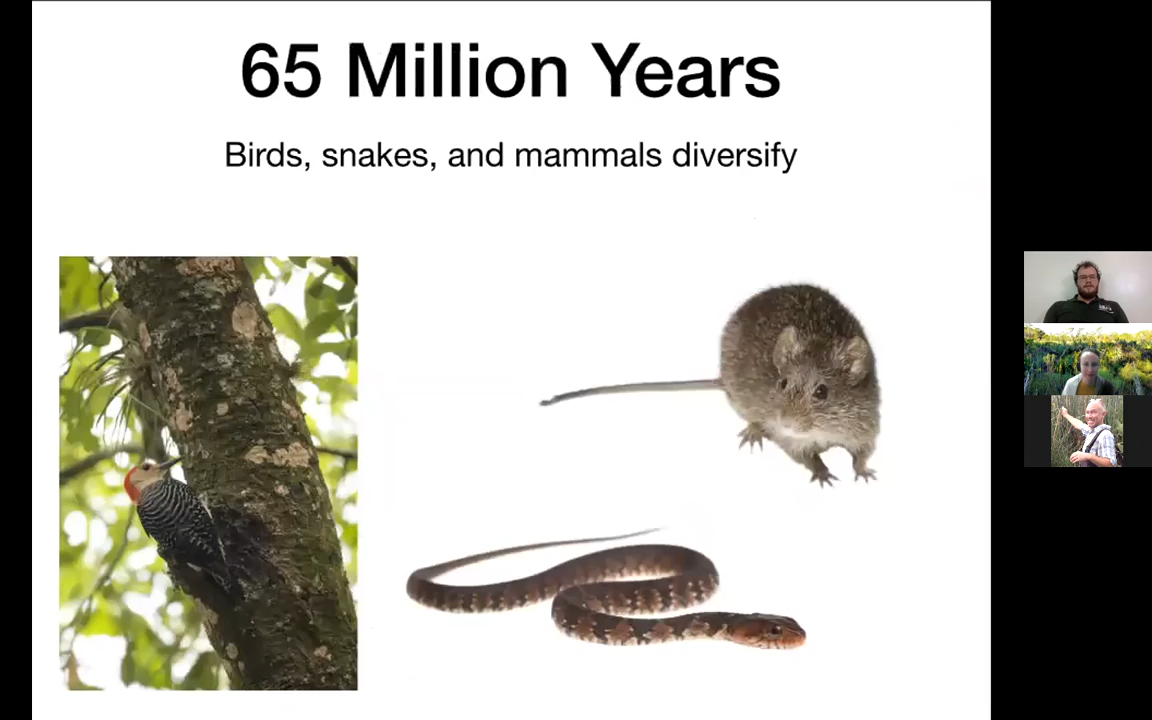 65 Million Years
Birds, snakes, and mammals diversify